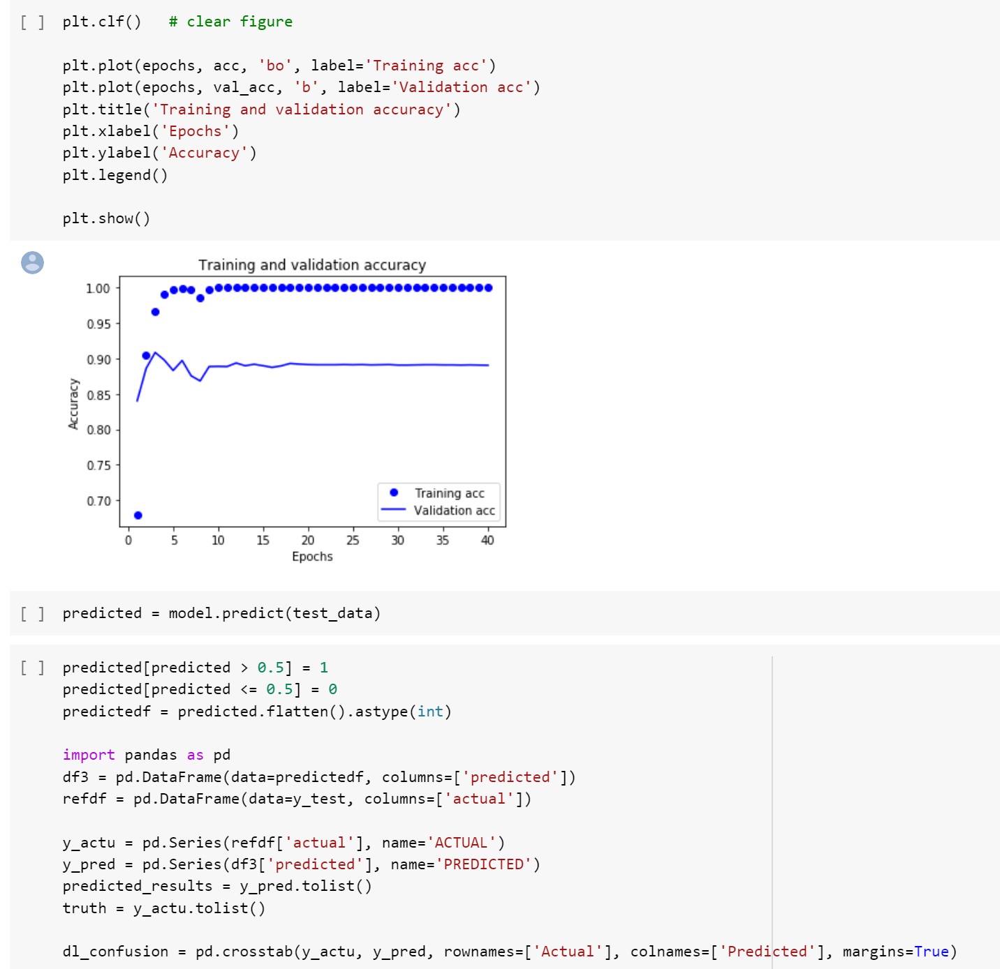 [ ] plt.clf()   # clear figure
plt.plot(epochs, acc, 'bo', label='Training acc')
plt.plot(epochs, val_acc, 'b', label='Validation acc')
plt.title('Training and validation accuracy')
plt.xlabel('Epochs')
plt.ylabel('Accuracy')
plt.legend()
plt.show()
Training and validation accuracy
1.00
0.95
0.90
0.85
0.80
0.75
0.70
Accuracy
Training acc
Validation acc
0 5 10 15 20 25 30 35 40
Epochs
[ ] predicted = model.predict(test_data)
[ ] predicted[predicted > 0.5] = 1
predicted[predicted <= 0.5] = 0
predictedf = predicted.flatten().astype(int)
import pandas as pd
df3 = pd.DataFrame(data=predictedf, columns=['predicted'])
refdf = pd.DataFrame(data=y_test, columns=['actual'])
y_actu = pd.Series(refdf['actual'], name='ACTUAL')
y_pred = pd.Series(df3['predicted'], name='PREDICTED')
predicted_results = y_pred.tolist()
truth = y_actu.tolist()
dl_confusion = pd.crosstab(y_actu, y_pred, rownames=['Actual'], colnames=['Predicted'], margins=True)